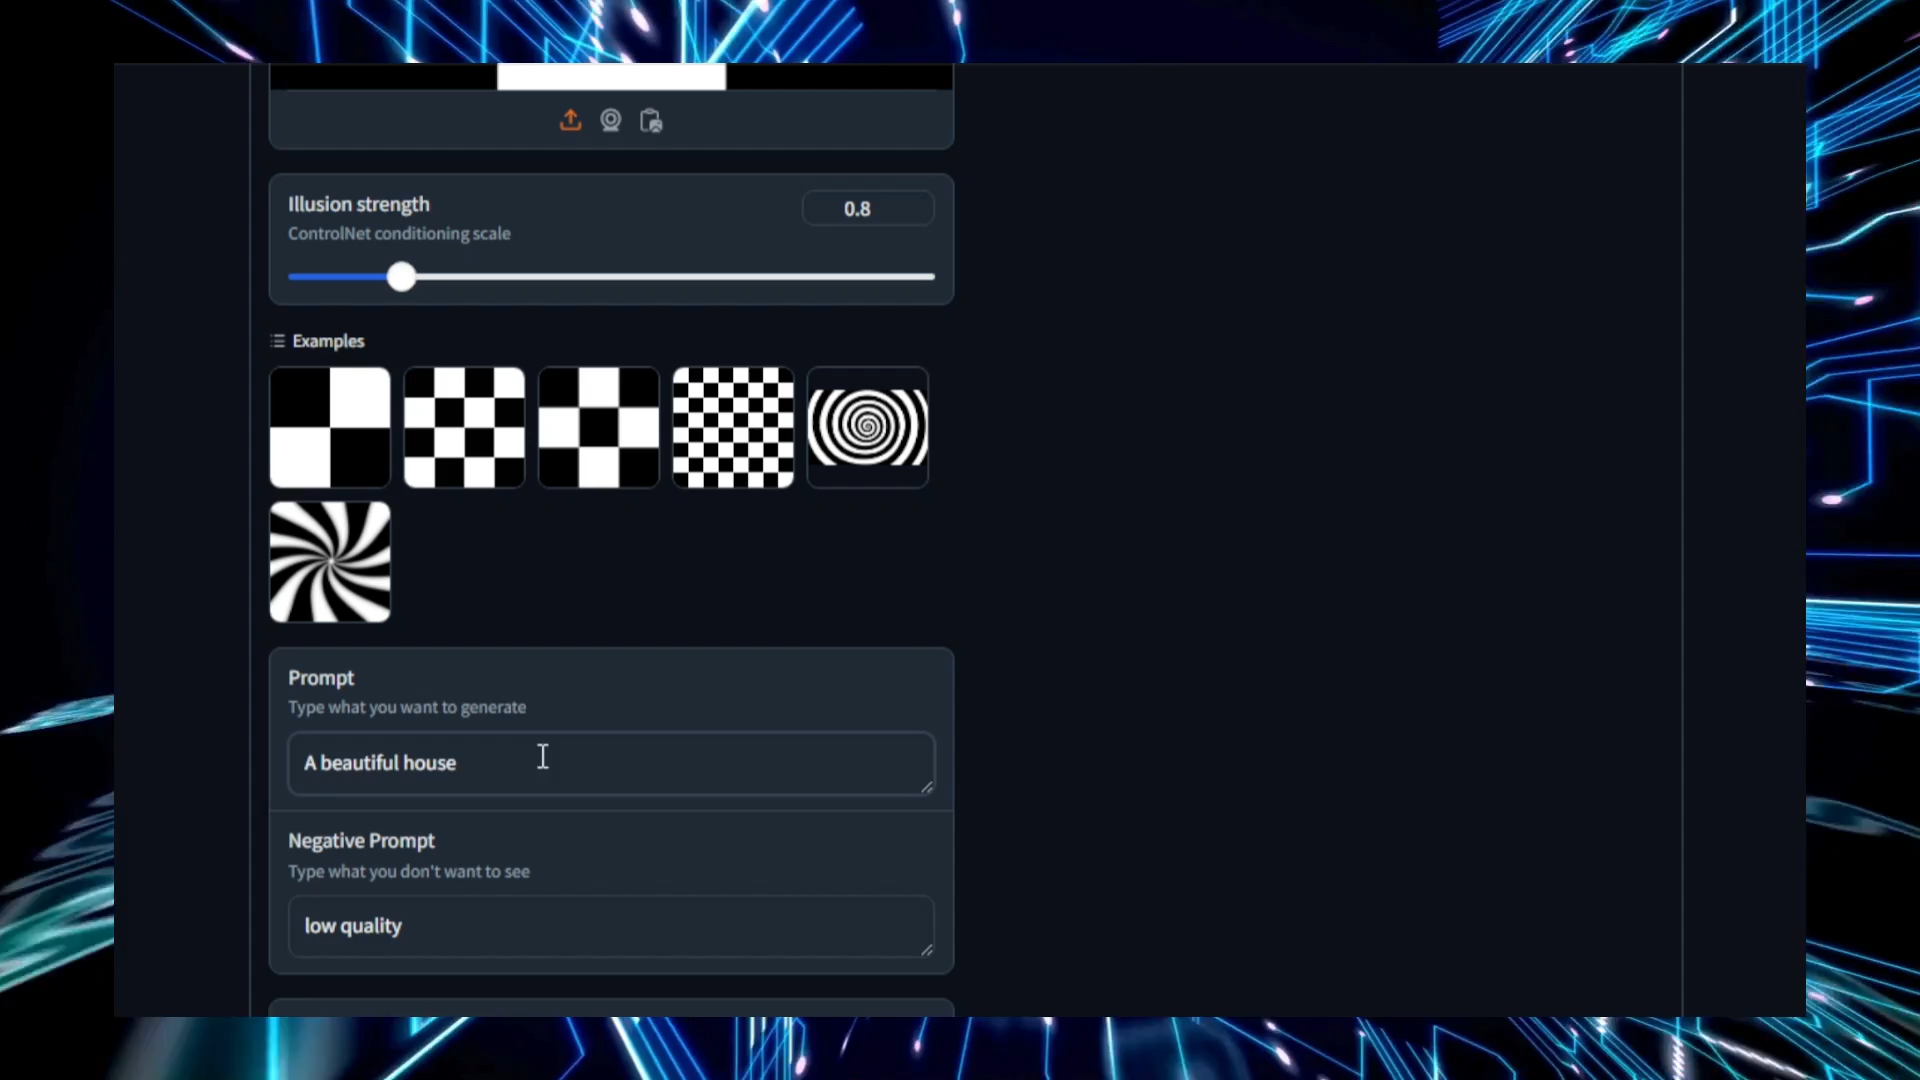 Illusion strength
0.8
ControlNet conditioning scale
Examples
Prompt
Type what you want to generate
A beautiful house
Negative Prompt
Type what you don't want to see
low quality